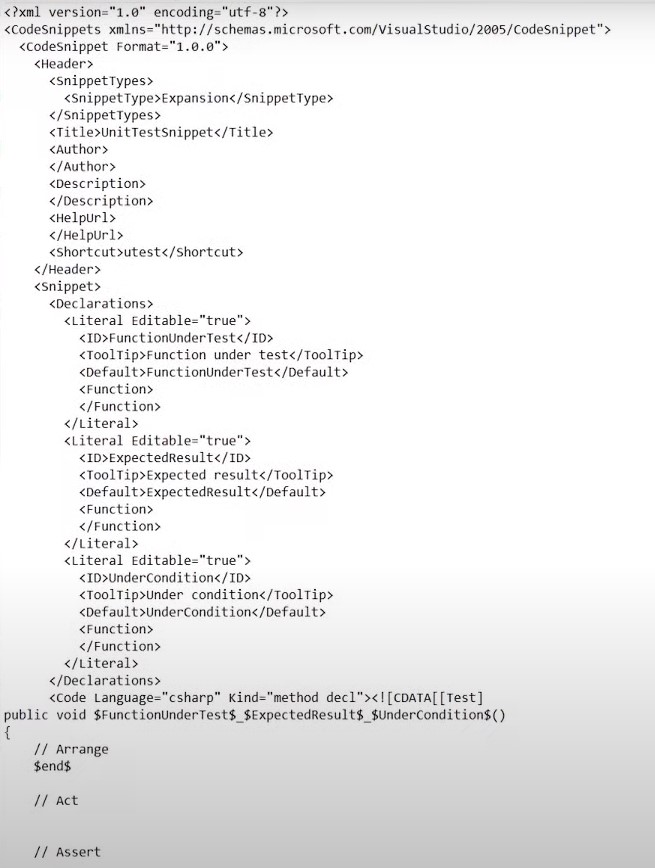 <?xml version="1.0" encoding="utf-8"?>
<CodeSnippets xmlns="http://schemas.microsoft.com/VisualStudio/2005/CodeSnippet">
  <CodeSnippet Format="1.0.0">
    <Header>
      <SnippetTypes>
        <SnippetType>Expansion</SnippetType>
      </SnippetTypes>
      <Title>UnitTestSnippet</Title>
      <Author>
      </Author>
      <Description>
      </Description>
      <HelpUrl>
      </HelpUrl>
      <Shortcut>utest</Shortcut>
    </Header>
    <Snippet>
      <Declarations>
        <Literal Editable="true">
          <ID>FunctionUnderTest</ID>
          <ToolTip>Function under test</ToolTip>
          <Default>FunctionUnderTest</Default>
          <Function>
          </Function>
        </Literal>
        <Literal Editable="true">
          <ID>ExpectedResult</ID>
          <ToolTip>Expected result</ToolTip>
          <Default>ExpectedResult</Default>
          <Function>
          </Function>
        </Literal>
        <Literal Editable="true">
          <ID>UnderCondition</ID>
          <ToolTip>Under condition</ToolTip>
          <Default>UnderCondition</Default>
          <Function>
          </Function>
        </Literal>
      </Declarations>
      <Code Language="csharp" Kind="method decl"><![CDATA[[Test]
public void $FunctionUnderTest$_$ExpectedResult$_$UnderCondition$()
{
    // Arrange
    $end$
    // Act
    // Assert